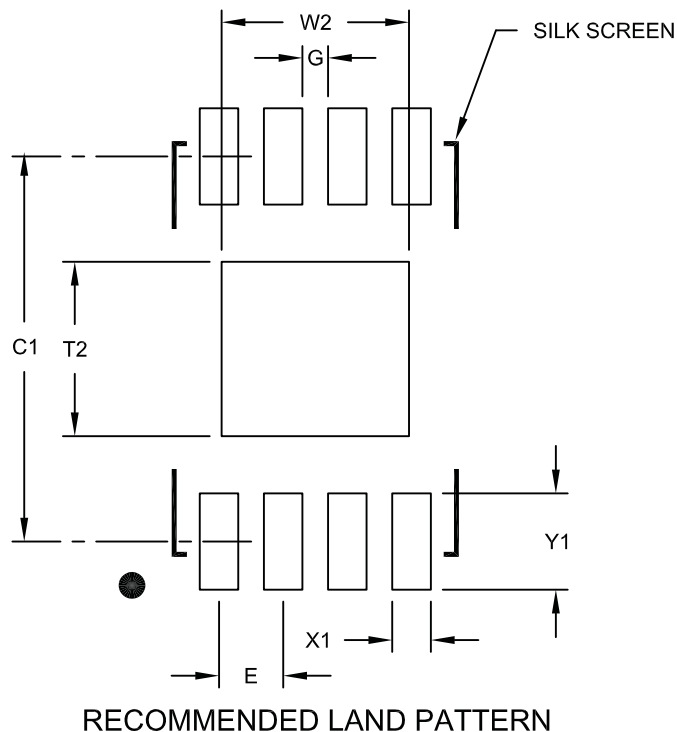 W2
G
SILK SCREEN
C1
T2
Y1
X1
E
RECOMMENDED LAND PATTERN